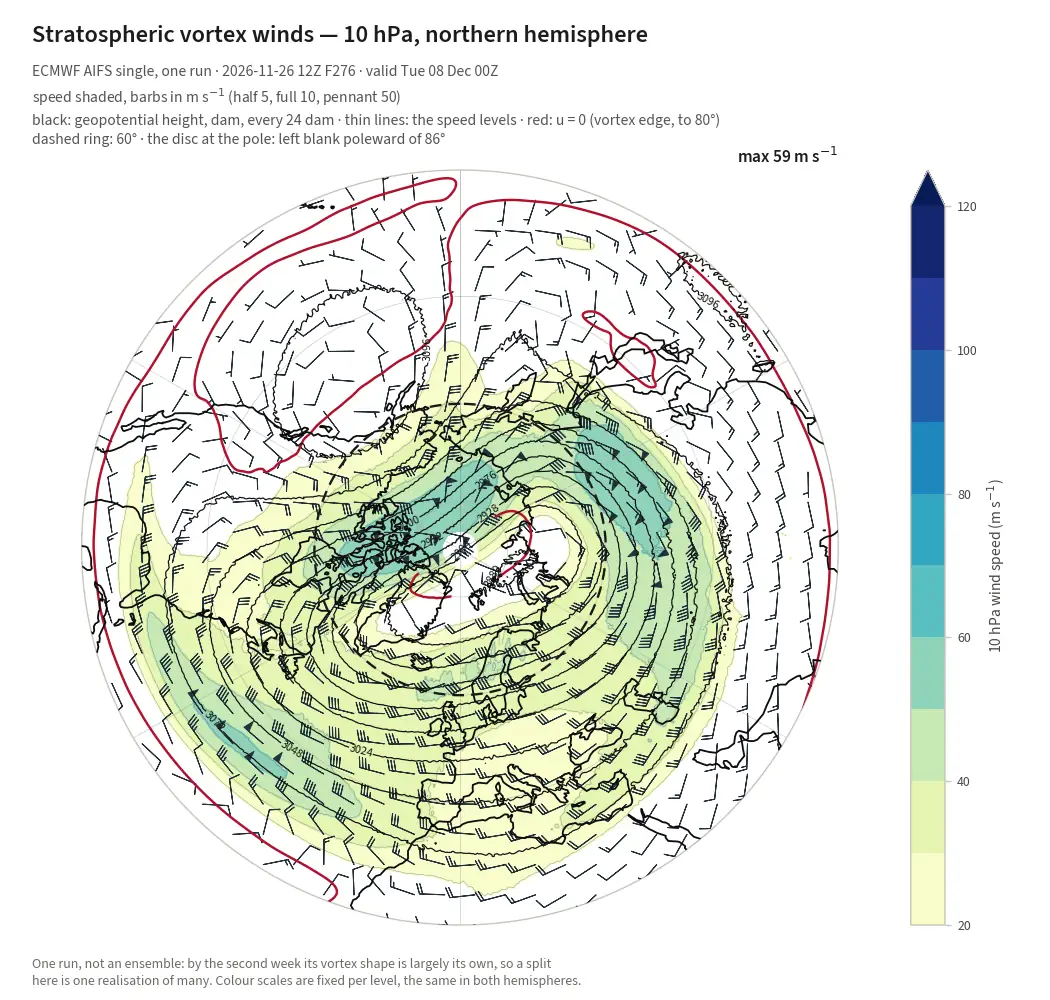 Stratospheric vortex winds — 10 hPa, northern hemisphere
ECMWF AIFS single, one run · 2026-11-26 12Z F276 · valid Tue 08 Dec 00Z
speed shaded, barbs in m s⁻¹ (half 5, full 10, pennant 50)
black: geopotential height, dam, every 24 dam · thin lines: the speed levels · red: u = 0 (vortex edge, to 80°)
dashed ring: 60° · the disc at the pole: left blank poleward of 86°
max 59 m s⁻¹
120
100
80
60
40
20
10 hPa wind speed (m s⁻¹)
3096
3096
2976
2928
3048
3024
One run, not an ensemble: by the second week its vortex shape is largely its own, so a split
here is one realisation of many. Colour scales are fixed per level, the same in both hemispheres.